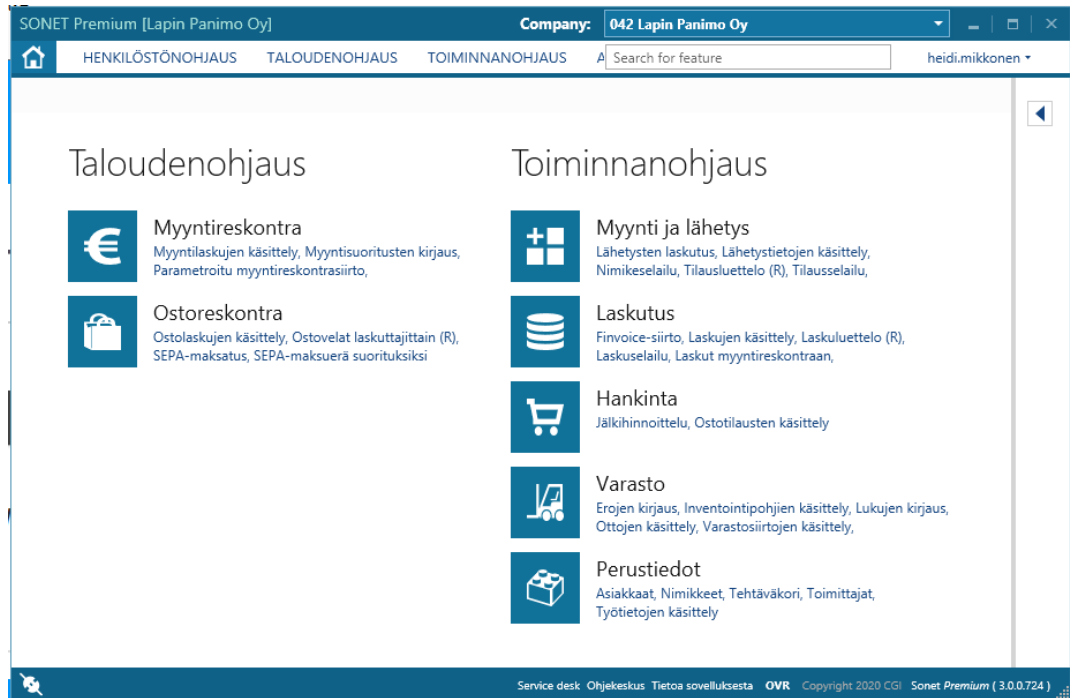 SONET Premium [Lapin Panimo Oy]
Company:
042 Lapin Panimo Oy
HENKILÖSTÖNOHJAUS
TALOUDENOHJAUS
TOIMINNANOHJAUS
Search for feature
heidi.mikkonen
Taloudenohjaus
Myyntireskontra
Myyntilaskujen käsittely, Myyntisuoritusten kirjaus,
Parametroitu myyntireskontrasiirto,
Ostoreskontra
Ostolaskujen käsittely, Ostovelat laskuttajittain (R),
SEPA-maksatus, SEPA-maksuerä suorituksiksi
Toiminnanohjaus
Myynti ja lähetys
Lähetysten laskutus, Lähetystietojen käsittely,
Nimikeselailu, Tilausluettelo (R), Tilausselailu,
Laskutus
Finvoice-siirto, Laskujen käsittely, Laskuluettelo (R),
Laskuselailu, Laskut myyntireskontraan,
Hankinta
Jälkihinnoittelu, Ostotilausten käsittely
Varasto
Erojen kirjaus, Inventointipohjien käsittely, Lukujen kirjaus,
Ottojen käsittely, Varastosiirtojen käsittely,
Perustiedot
Asiakkaat, Nimikkeet, Tehtäväkori, Toimittajat,
Työtietojen käsittely
Service desk Ohjekeskus Tietoa sovelluksesta OVR Copyright 2020 CGI Sonet Premium ( 3.0.0.724 )